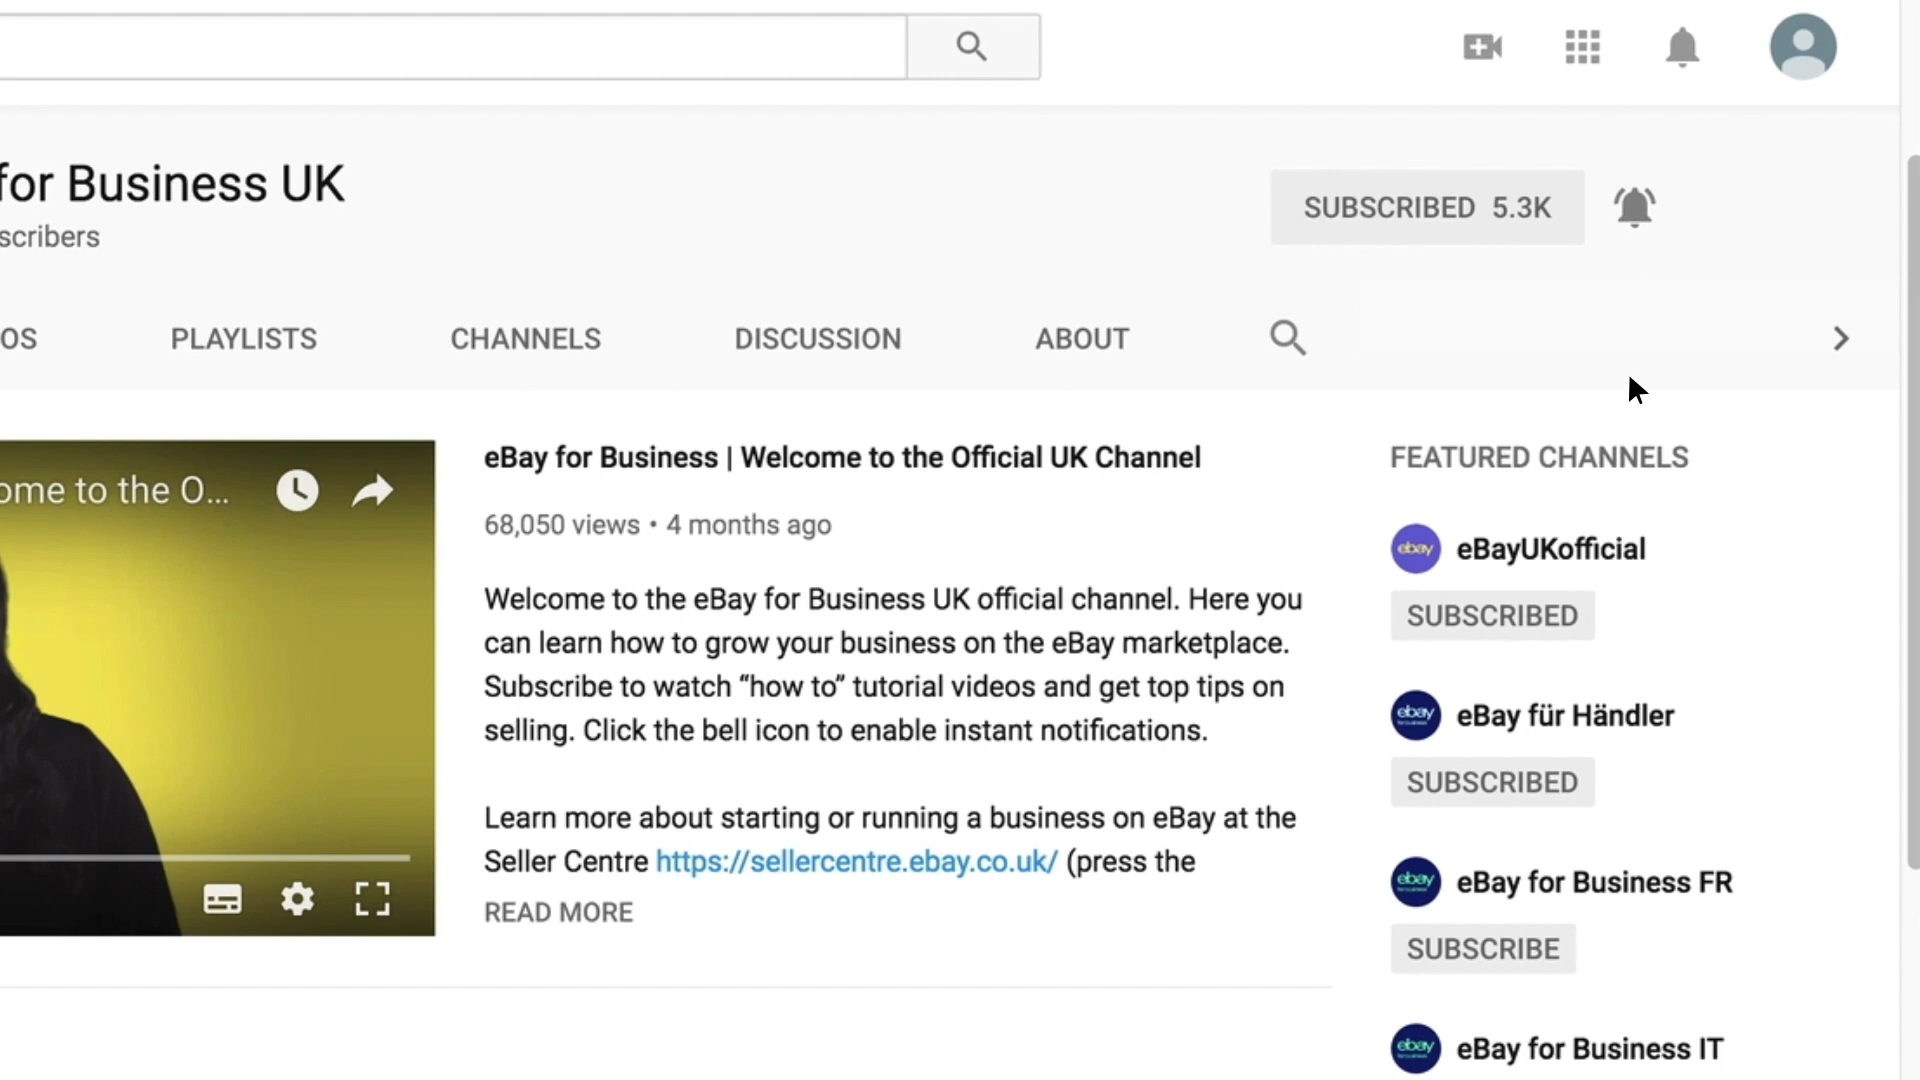 for Business UK
scribers
SUBSCRIBED 5.3K
OS PLAYLISTS CHANNELS DISCUSSION ABOUT
ome to the O...
eBay for Business | Welcome to the Official UK Channel
68,050 views • 4 months ago
Welcome to the eBay for Business UK official channel. Here you
can learn how to grow your business on the eBay marketplace.
Subscribe to watch “how to” tutorial videos and get top tips on
selling. Click the bell icon to enable instant notifications.
Learn more about starting or running a business on eBay at the
Seller Centre https://sellercentre.ebay.co.uk/ (press the
READ MORE
FEATURED CHANNELS
ebay eBayUKofficial
SUBSCRIBED
ebay eBay für Händler
SUBSCRIBED
ebay eBay for Business FR
SUBSCRIBE
ebay eBay for Business IT